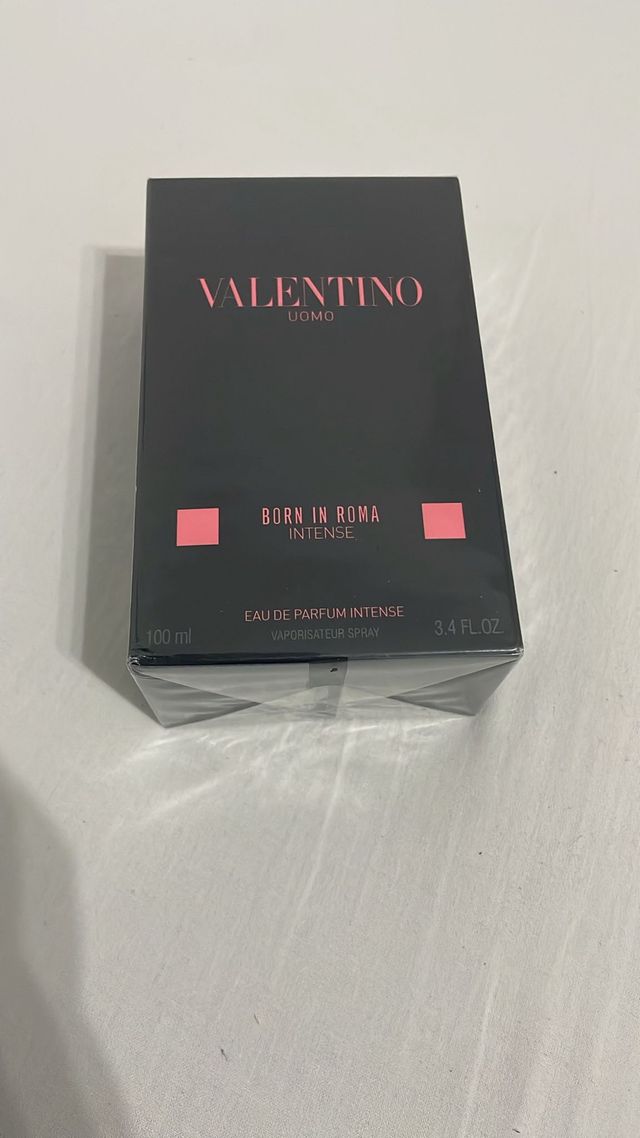 VALENTINO
UOMO
BORN IN ROMA
INTENSE
EAU DE PARFUM INTENSE
100 ml VAPORISATEUR SPRAY 3.4 FL.OZ.